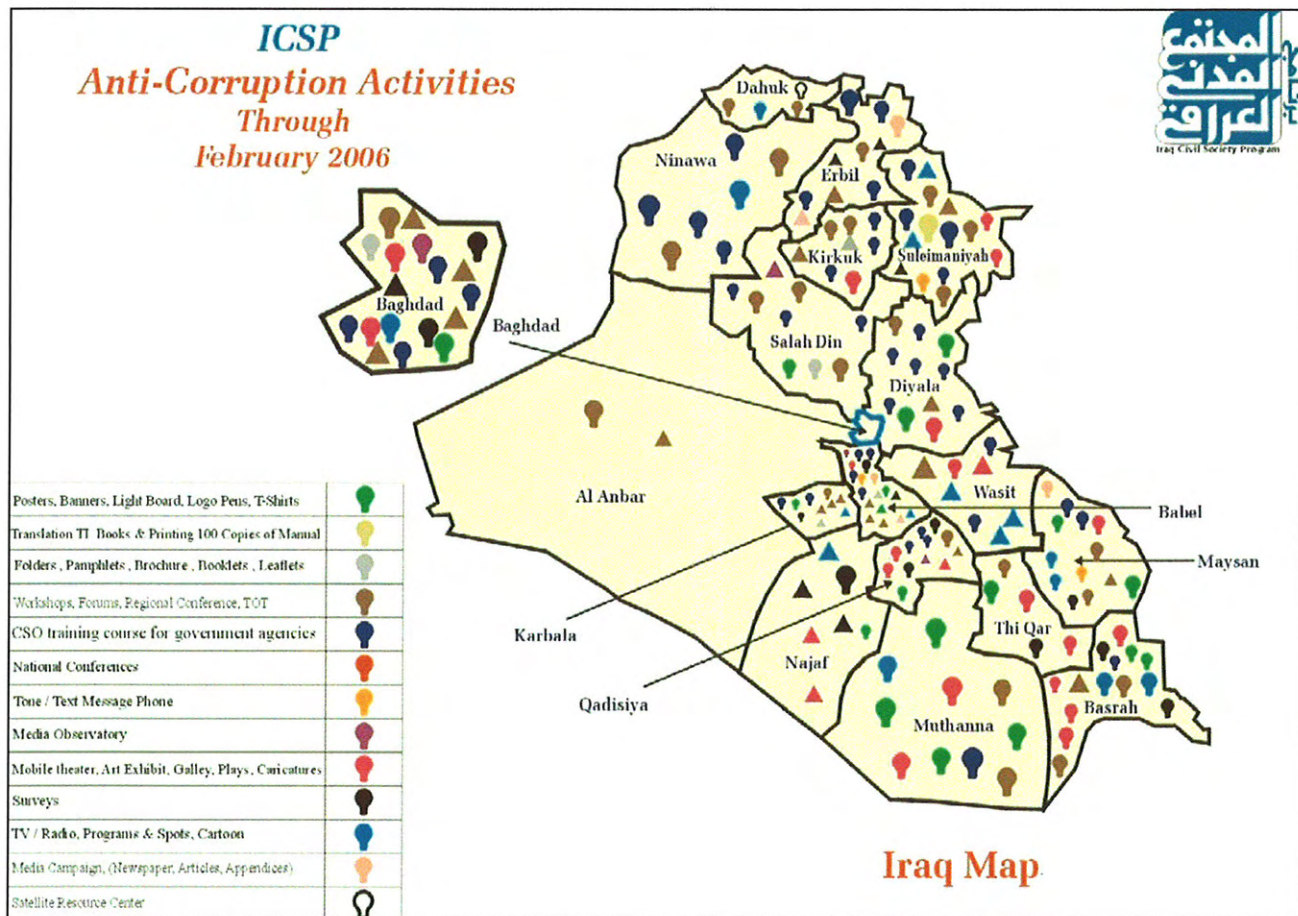 ICSP
Anti-Corruption Activities
Through
February 2006
المجتمع
المدني
العراقي
Iraq Civil Society Program
Dahuk
Ninawa
Erbil
Kirkuk
Suleimaniyah
Baghdad
Baghdad
Salah Din
Diyala
Al Anbar
Wasit
Babel
Maysan
Karbala
Thi Qar
Najaf
Qadisiya
Basrah
Muthanna
Posters, Banners, Light Board, Logo Pens, T-Shirts
Translation TI Books & Printing 100 Copies of Manual
Folders , Pamphlets , Brochure , Booklets , Leaflets
Workshops, Forums, Regional Conference, TOT
CSO training course for government agencies
National Conferences
Tone / Text Message Phone
Media Observatory
Mobile theater, Art Exhibit, Galley, Plays, Caricatures
Surveys
TV / Radio, Programs & Spots, Cartoon
Media Campaign, (Newspaper, Articles, Appendices)
Satellite Resource Center
Iraq Map